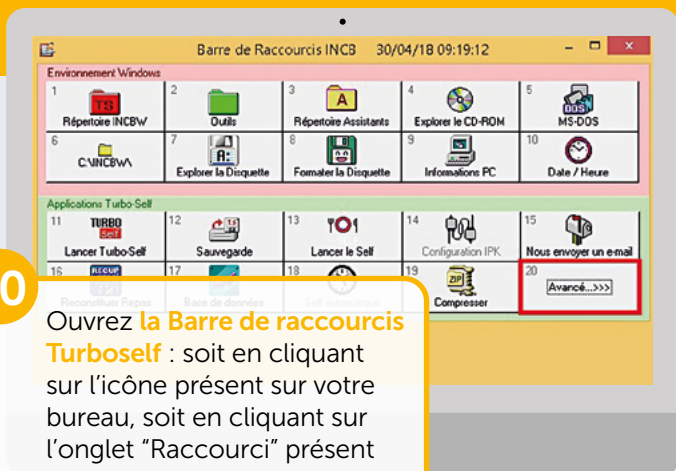 Barre de Raccourcis INCB 30/04/18 09:19:12
Environnement Windows
1 2 3 4 5
TS A DOS
Répertoire INCBW Outils Répertoire Assistants Explorer le CD-ROM MS-DOS
6 7 8 9 10
A:
C:\INCBW\ Explorer la Disquette Formater la Disquette Informations PC Date / Heure
Applications Turbo-Self
11 12 13 14 15
TURBO
Self
Lancer Turbo-Self Sauvegarde Lancer le Self Configuration IPK Nous envoyer un e-mail
16 17 18 19 20
RECUP ZIP Avancé...>>>
Reconstituer Repas Base de données Self automatique Compresser
0
Ouvrez la Barre de raccourcis
Turboself : soit en cliquant
sur l’icône présent sur votre
bureau, soit en cliquant sur
l’onglet “Raccourci” présent